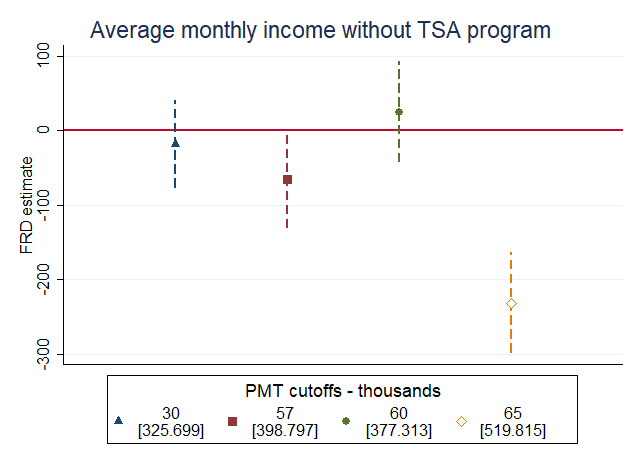 Average monthly income without TSA program
100
0
-100
-200
-300
FRD estimate
PMT cutoffs - thousands
30 57 60 65
[325.699] [398.797] [377.313] [519.815]